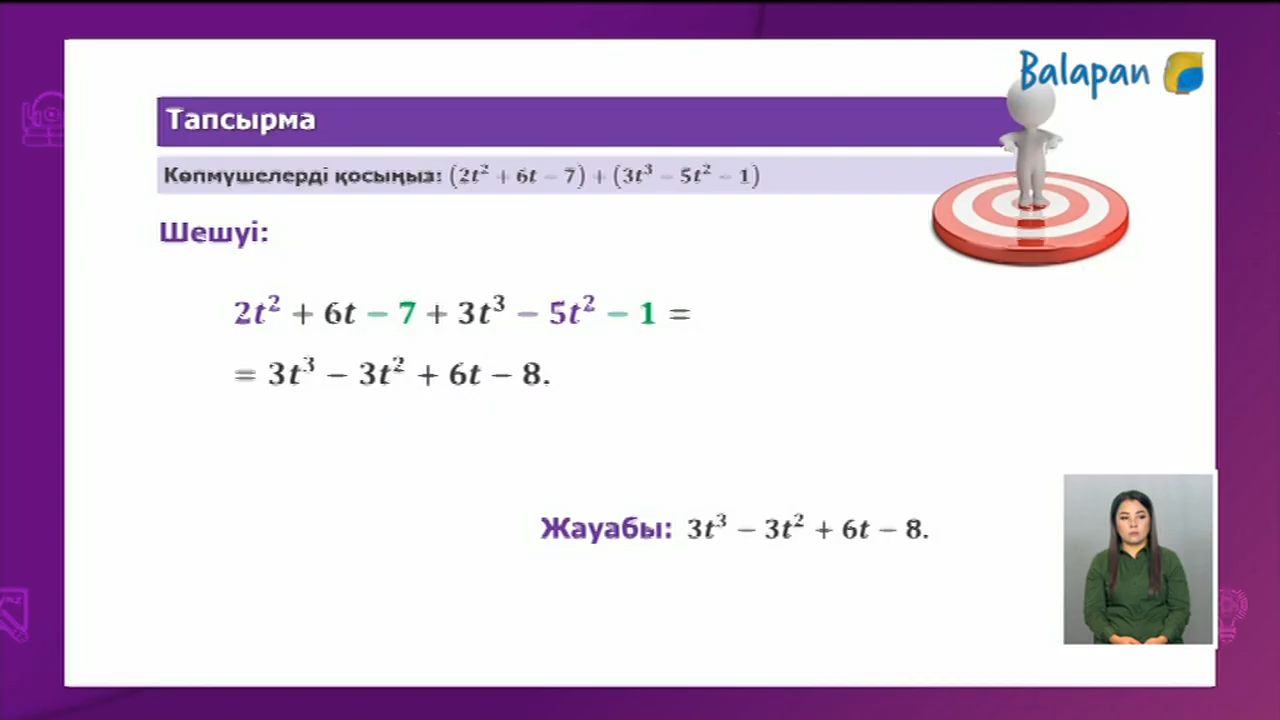 Balapan
Тапсырма
Көпмүшелерді қосыңыз: (2t² + 6t − 7) + (3t³ − 5t² − 1)
Шешуі:
2t² + 6t − 7 + 3t³ − 5t² − 1 =
= 3t³ − 3t² + 6t − 8.
Жауабы: 3t³ − 3t² + 6t − 8.